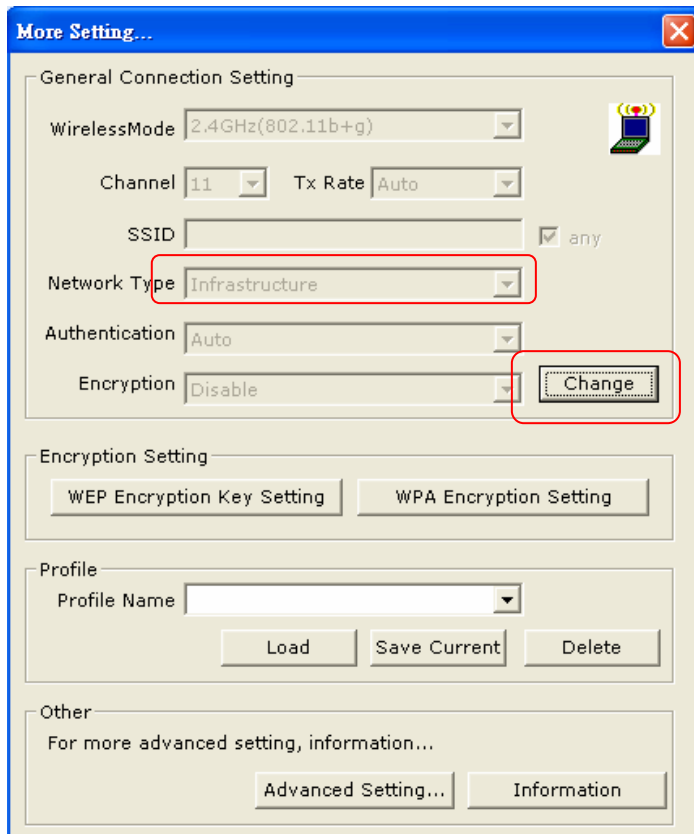 More Setting...
General Connection Setting
WirelessMode 2.4GHz(802.11b+g)
Channel 11 Tx Rate Auto
SSID any
Network Type Infrastructure
Authentication Auto
Encryption Disable Change
Encryption Setting
WEP Encryption Key Setting WPA Encryption Setting
Profile
Profile Name
Load Save Current Delete
Other
For more advanced setting, information...
Advanced Setting... Information